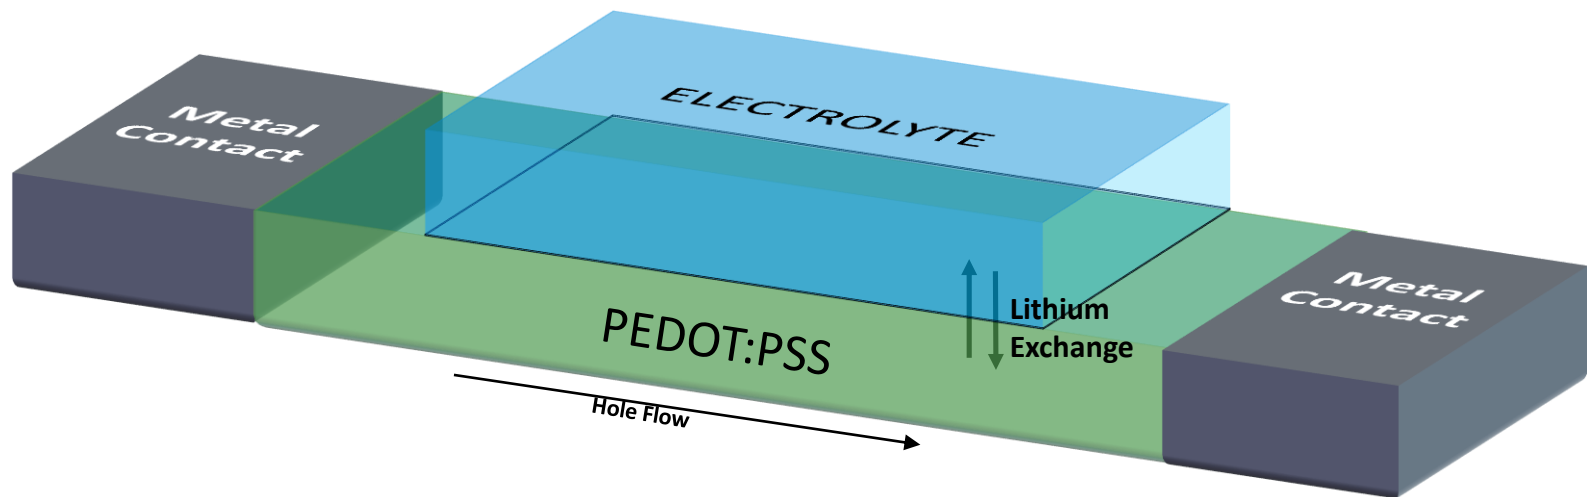 Metal
Contact
ELECTROLYTE
Lithium
Exchange
Metal
Contact
PEDOT:PSS
Hole Flow